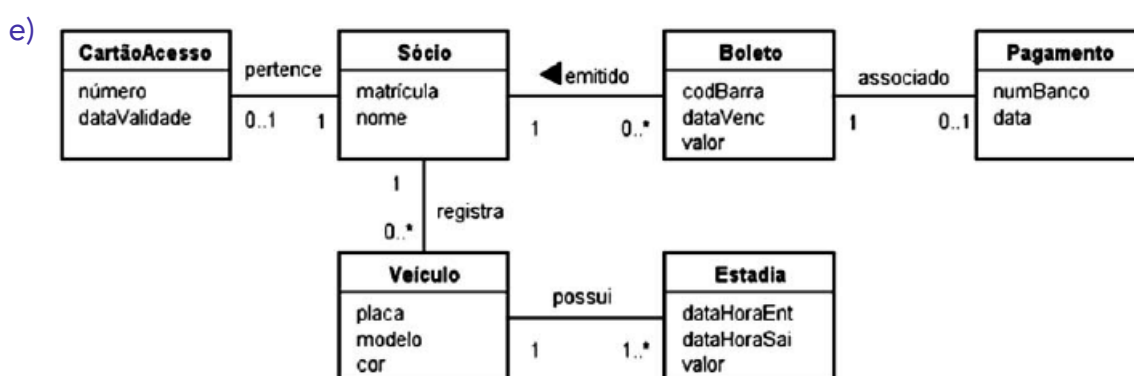 e)
CartãoAcesso
número
dataValidade
pertence
0..1 1
Sócio
matrícula
nome
emitido
1 0..*
Boleto
codBarra
dataVenc
valor
associado
1 0..1
Pagamento
numBanco
data
1
registra
0..*
Veículo
placa
modelo
cor
possui
1 1..*
Estadia
dataHoraEnt
dataHoraSai
valor